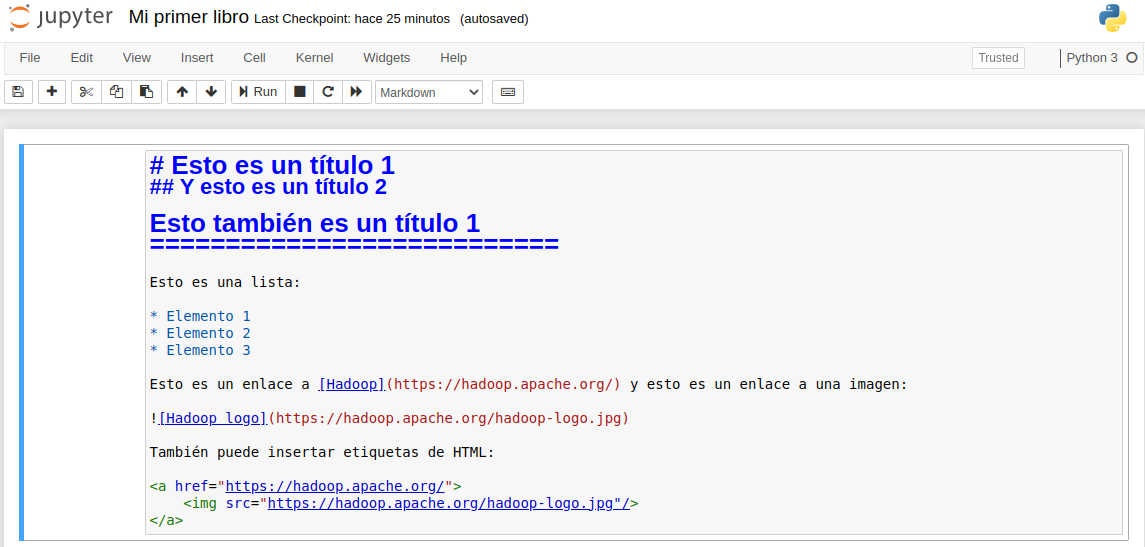 jupyter Mi primer libro Last Checkpoint: hace 25 minutos (autosaved)
File Edit View Insert Cell Kernel Widgets Help Trusted Python 3
Run Markdown
# Esto es un título 1
## Y esto es un título 2
Esto también es un título 1
===========================
Esto es una lista:
* Elemento 1
* Elemento 2
* Elemento 3
Esto es un enlace a [Hadoop](https://hadoop.apache.org/) y esto es un enlace a una imagen:
![Hadoop logo](https://hadoop.apache.org/hadoop-logo.jpg)
También puede insertar etiquetas de HTML:
<a href="https://hadoop.apache.org/">
    <img src="https://hadoop.apache.org/hadoop-logo.jpg"/>
</a>